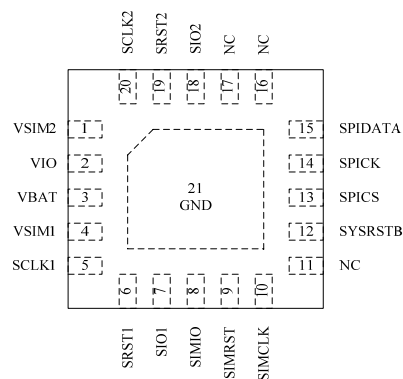 SCLK2
SRST2
SIO2
NC
NC
20
19
18
17
16
VSIM2 1
15 SPIDATA
VIO 2
14 SPICK
VBAT 3
13 SPICS
VSIM1 4
12 SYSRSTB
SCLK1 5
11 NC
21
GND
6
7
8
9
10
SRST1
SIO1
SIMIO
SIMRST
SIMCLK